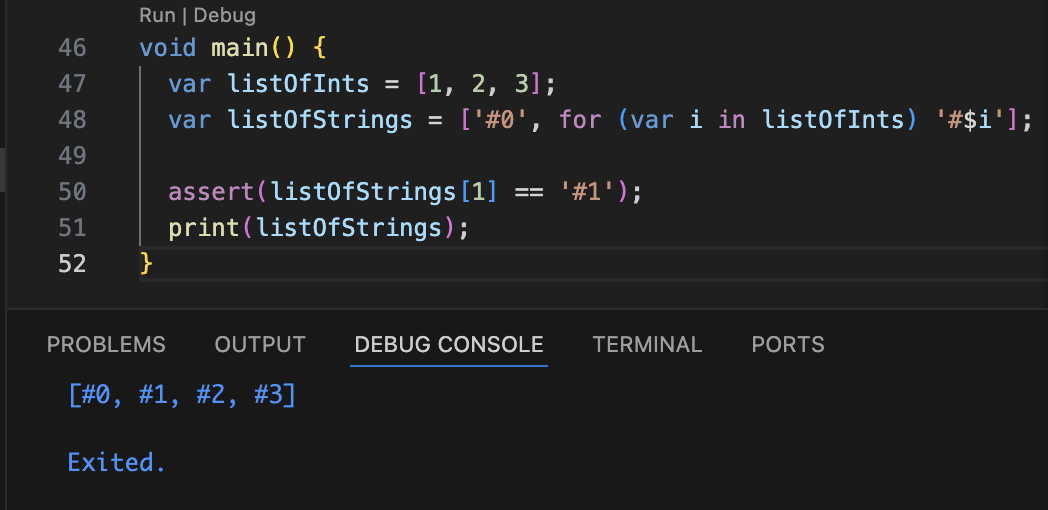 Run | Debug
46 void main() {
47   var listOfInts = [1, 2, 3];
48   var listOfStrings = ['#0', for (var i in listOfInts) '#$i'];
49
50   assert(listOfStrings[1] == '#1');
51   print(listOfStrings);
52 }
PROBLEMS OUTPUT DEBUG CONSOLE TERMINAL PORTS
[#0, #1, #2, #3]
Exited.